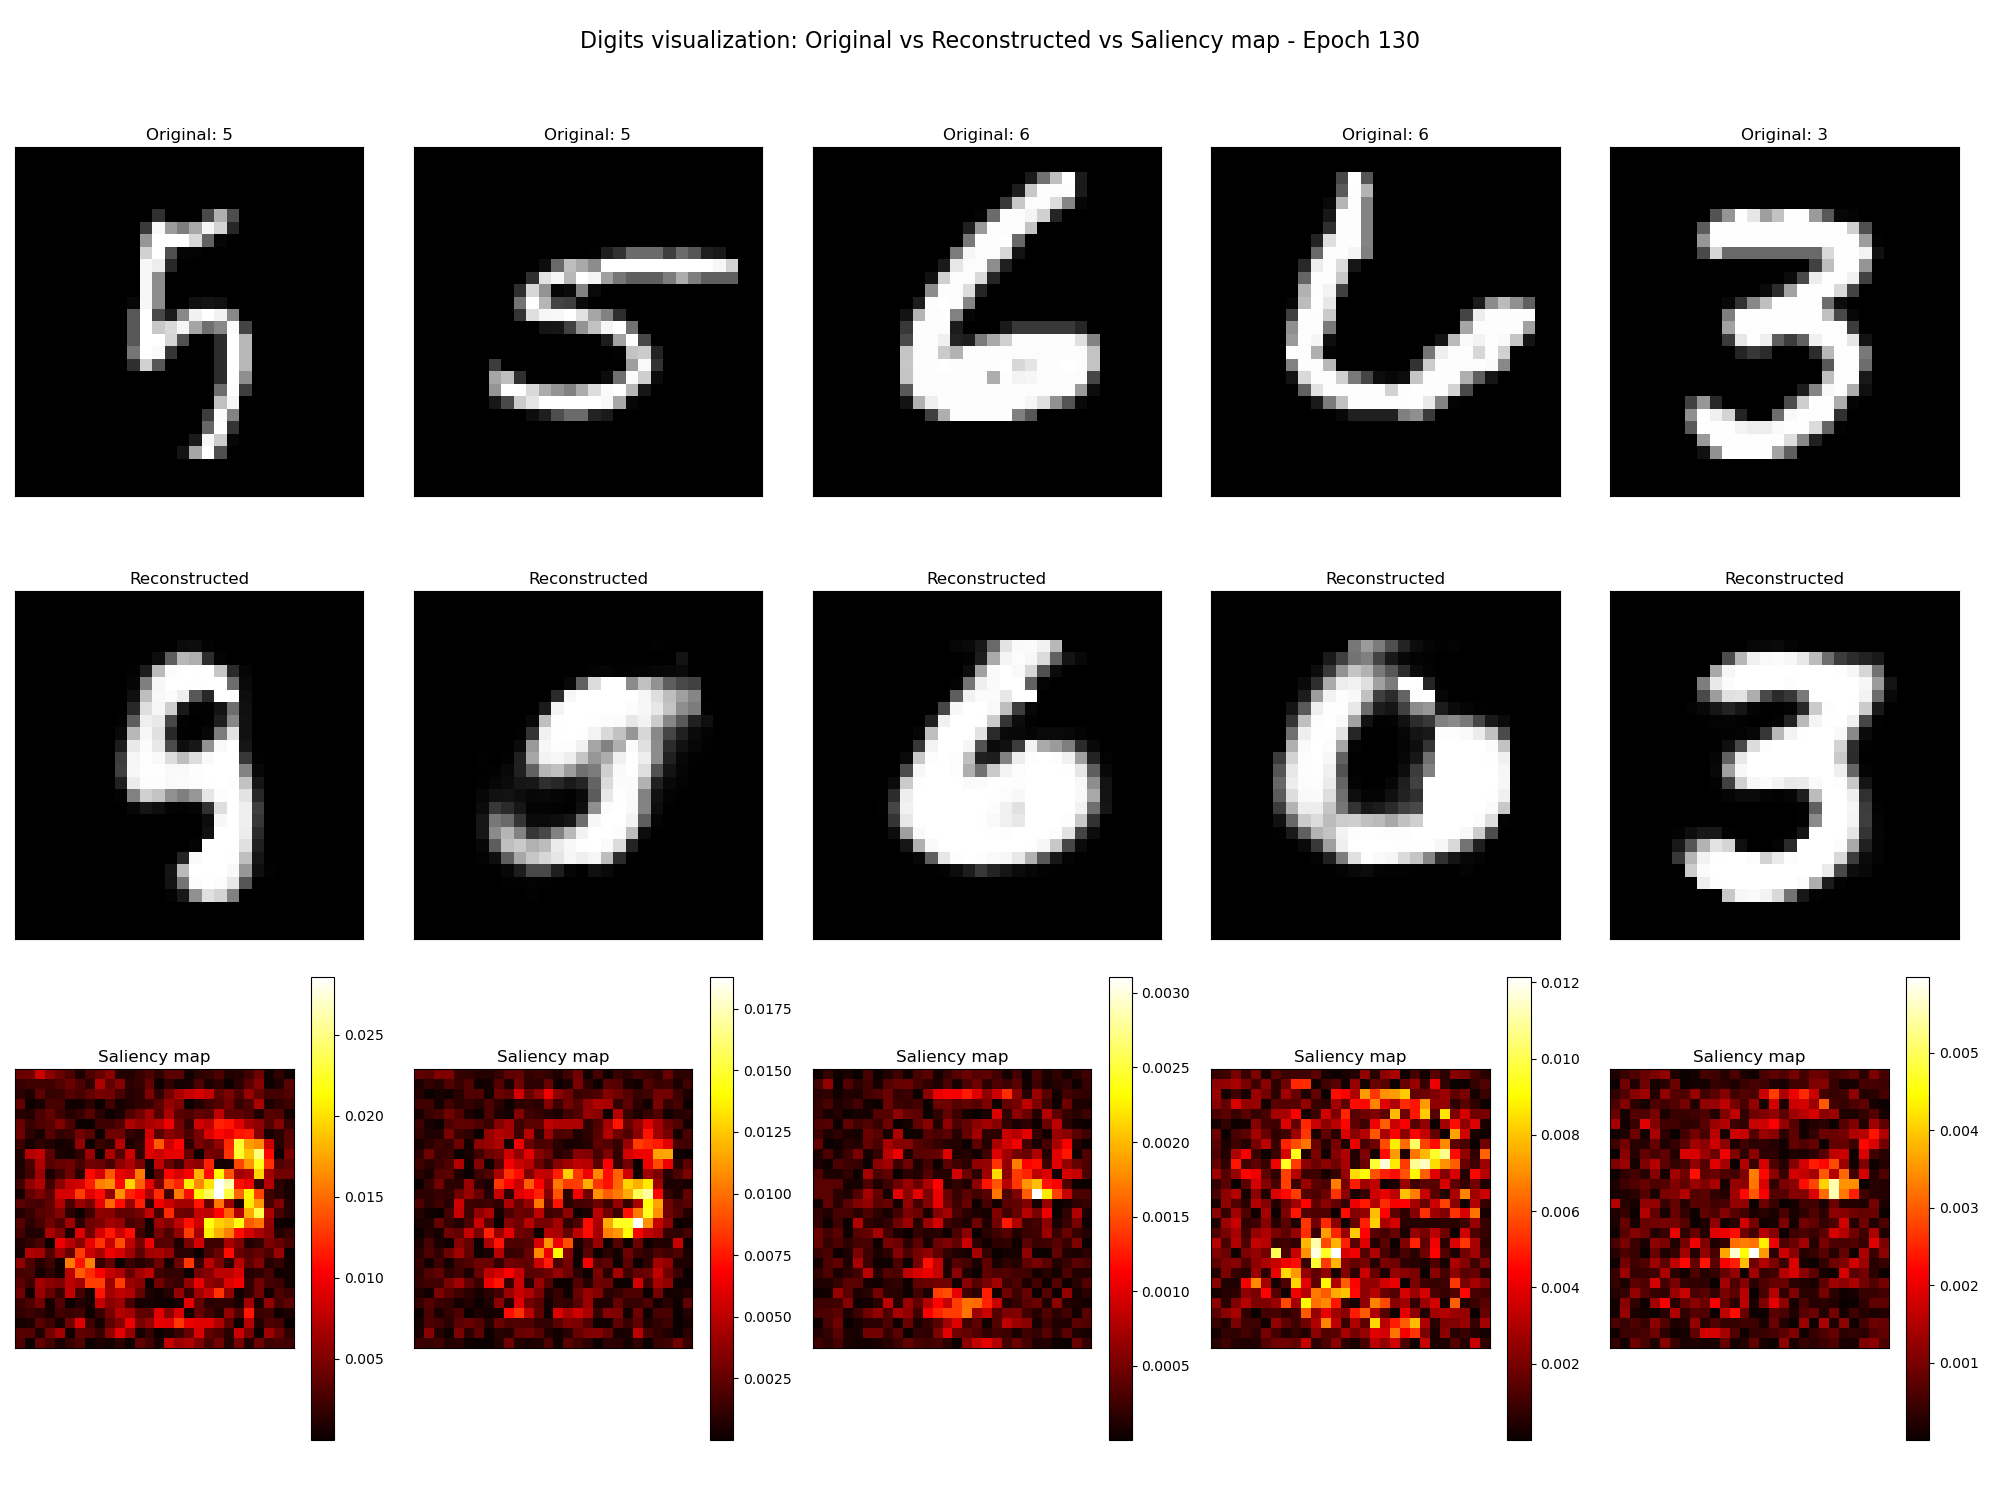 Digits visualization: Original vs Reconstructed vs Saliency map - Epoch 130
Original: 5
Original: 5
Original: 6
Original: 6
Original: 3
Reconstructed
Reconstructed
Reconstructed
Reconstructed
Reconstructed
Saliency map
0.025
0.020
0.015
0.010
0.005
Saliency map
0.0175
0.0150
0.0125
0.0100
0.0075
0.0050
0.0025
Saliency map
0.0030
0.0025
0.0020
0.0015
0.0010
0.0005
Saliency map
0.012
0.010
0.008
0.006
0.004
0.002
Saliency map
0.005
0.004
0.003
0.002
0.001